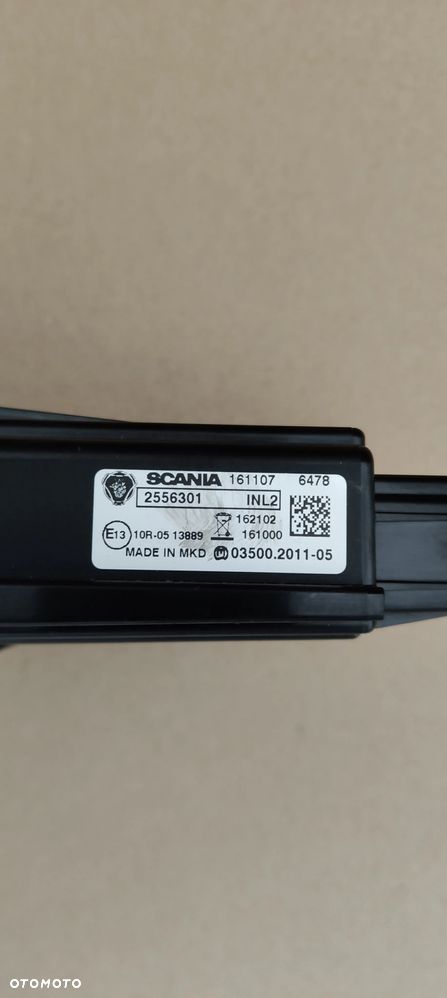 SCANIA 161107 6478
2556301 INL2
E13 10R-05 13889 162102
161000
MADE IN MKD 03500.2011-05
OTOMOTO